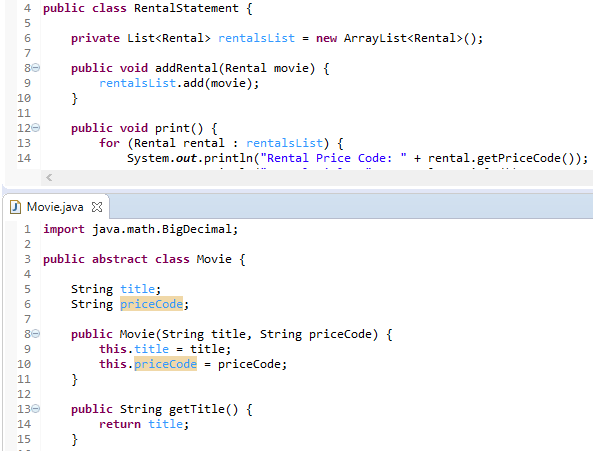 4 public class RentalStatement {
5
6 private List<Rental> rentalsList = new ArrayList<Rental>();
7
8 public void addRental(Rental movie) {
9 rentalsList.add(movie);
10 }
11
12 public void print() {
13 for (Rental rental : rentalsList) {
14 System.out.println("Rental Price Code: " + rental.getPriceCode());
Movie.java
1 import java.math.BigDecimal;
2
3 public abstract class Movie {
4
5 String title;
6 String priceCode;
7
8 public Movie(String title, String priceCode) {
9 this.title = title;
10 this.priceCode = priceCode;
11 }
12
13 public String getTitle() {
14 return title;
15 }